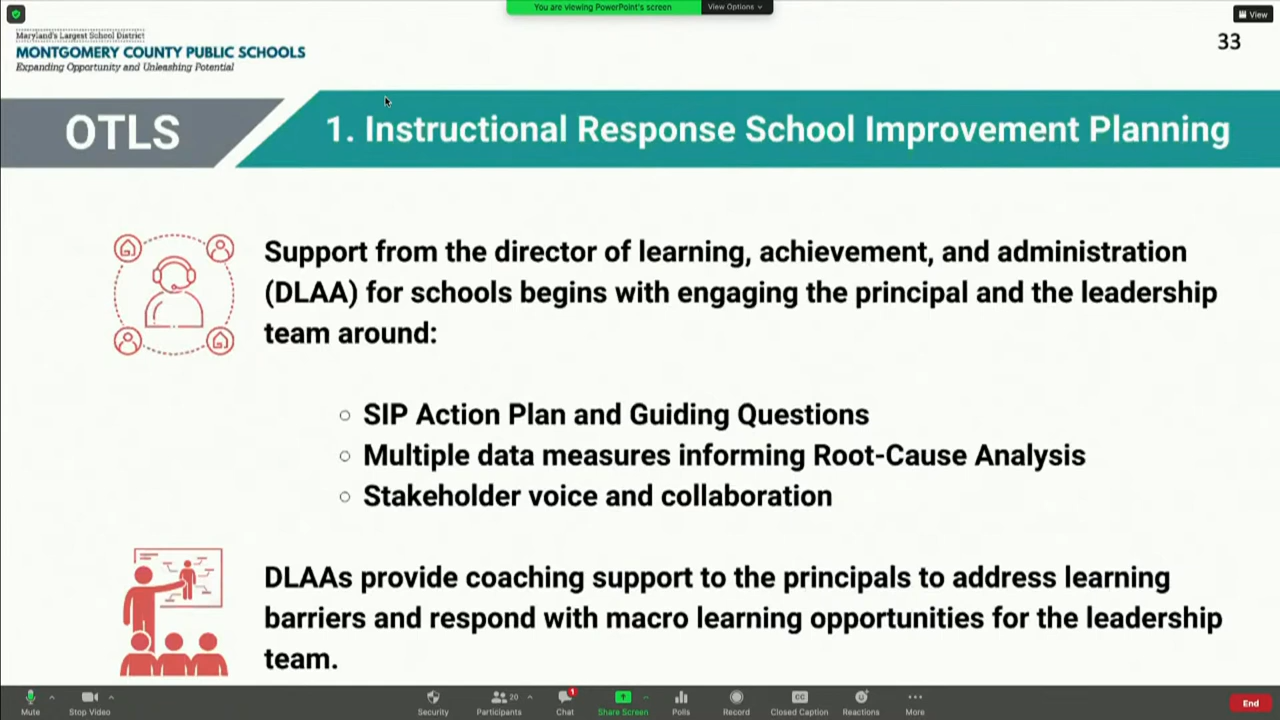 You are viewing PowerPoint's screen
View Options
View
Maryland's Largest School District
MONTGOMERY COUNTY PUBLIC SCHOOLS
Expanding Opportunity and Unleashing Potential
33
OTLS
1. Instructional Response School Improvement Planning
Support from the director of learning, achievement, and administration
(DLAA) for schools begins with engaging the principal and the leadership
team around:
SIP Action Plan and Guiding Questions
Multiple data measures informing Root-Cause Analysis
Stakeholder voice and collaboration
DLAAs provide coaching support to the principals to address learning
barriers and respond with macro learning opportunities for the leadership
team.
Mute
Stop Video
Security
Participants
20
Chat
1
Share Screen
Polls
Record
CC
Closed Caption
Reactions
More
End